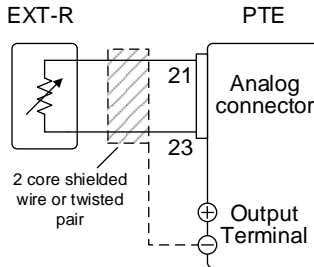 EXT-R
PTE
21
Analog
connector
23
2 core shielded
wire or twisted
pair
Output
Terminal